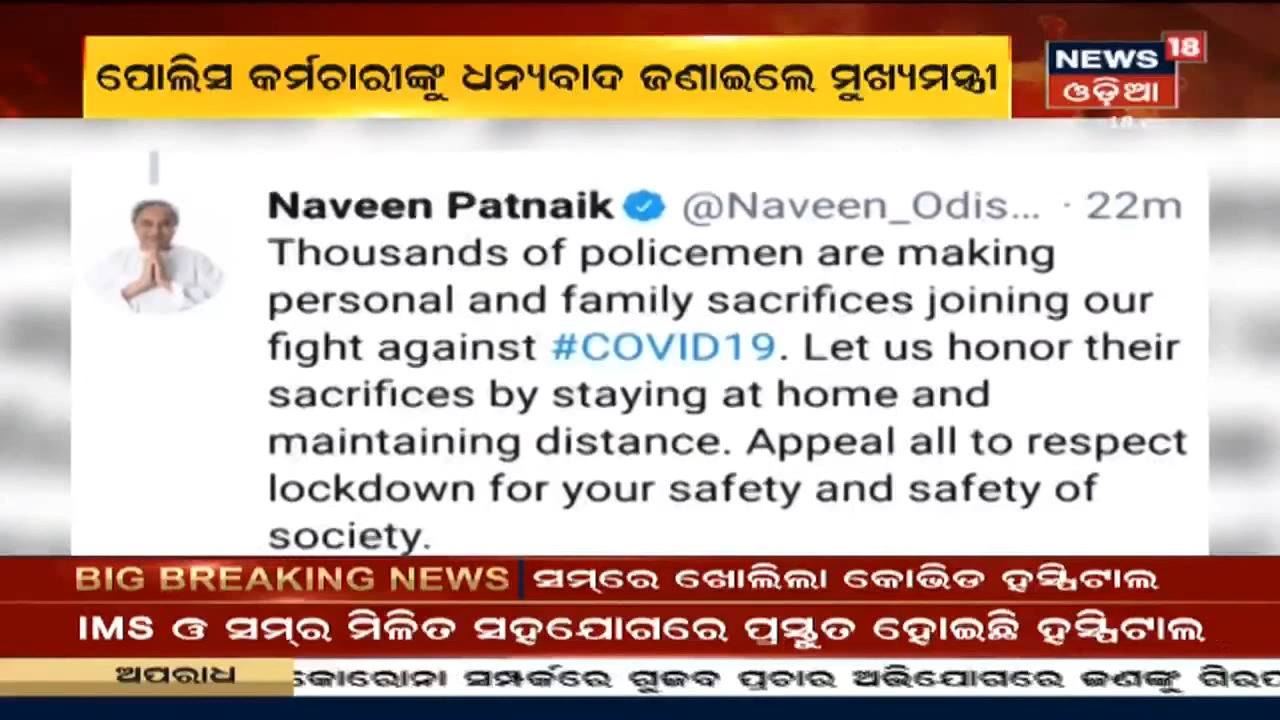 ପୋଲିସ କର୍ମଚାରୀଙ୍କୁ ଧନ୍ୟବାଦ ଜଣାଇଲେ ମୁଖ୍ୟମନ୍ତ୍ରୀ
NEWS 18
ଓଡ଼ିଆ
Naveen Patnaik @Naveen_Odis... · 22m
Thousands of policemen are making
personal and family sacrifices joining our
fight against #COVID19. Let us honor their
sacrifices by staying at home and
maintaining distance. Appeal all to respect
lockdown for your safety and safety of
society.
BIG BREAKING NEWS ସମ୍‌ରେ ଖୋଲିଲା କୋଭିଡ ହସ୍ପିଟାଲ
IMS ଓ ସମ୍‌ର ମିଳିତ ସହଯୋଗରେ ପ୍ରସ୍ତୁତ ହୋଇଛି ହସ୍ପିଟାଲ
ଅପରାଧ କୋରୋନା ସମ୍ପର୍କରେ ଗୁଜବ ପ୍ରଚାର ଅଭିଯୋଗରେ ଜଣଙ୍କୁ